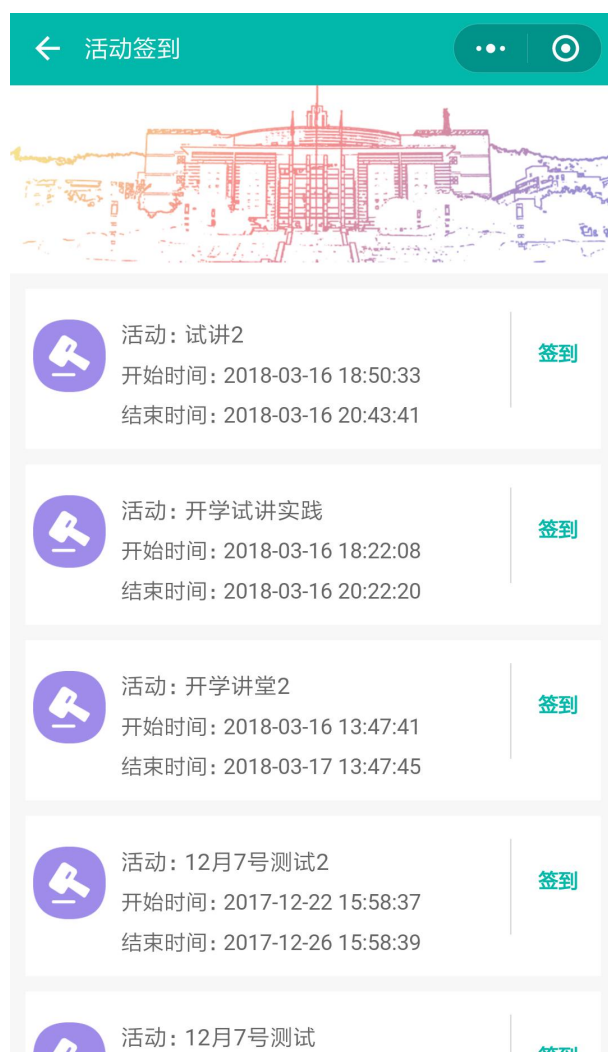 活动签到
活动：试讲2
签到
开始时间：2018-03-16 18:50:33
结束时间：2018-03-16 20:43:41
活动：开学试讲实践
签到
开始时间：2018-03-16 18:22:08
结束时间：2018-03-16 20:22:20
活动：开学讲堂2
签到
开始时间：2018-03-16 13:47:41
结束时间：2018-03-17 13:47:45
活动：12月7号测试2
签到
开始时间：2017-12-22 15:58:37
结束时间：2017-12-26 15:58:39
活动：12月7号测试
签到